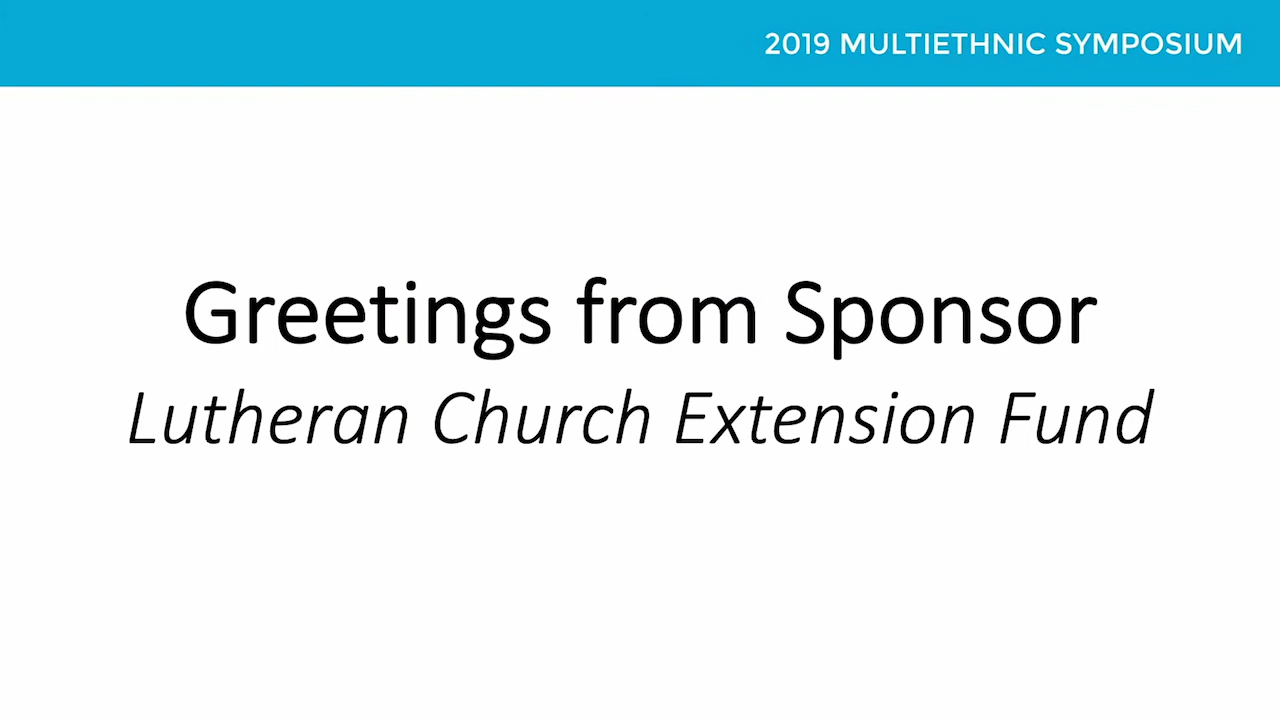 2019 MULTIETHNIC SYMPOSIUM
Greetings from Sponsor
Lutheran Church Extension Fund